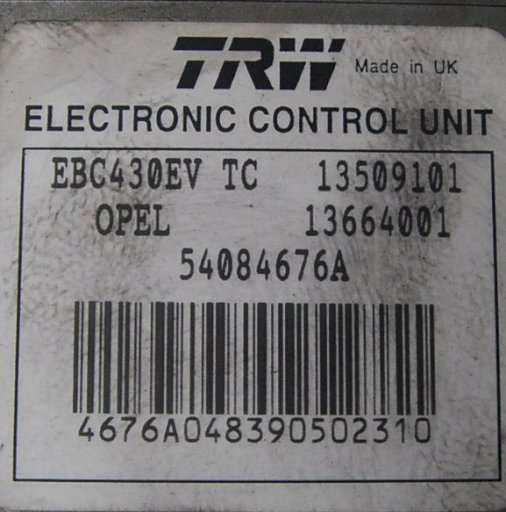 TRW Made in UK
ELECTRONIC CONTROL UNIT
EBC430EV TC 13509101
OPEL 13664001
54084676A
4676A048390502310